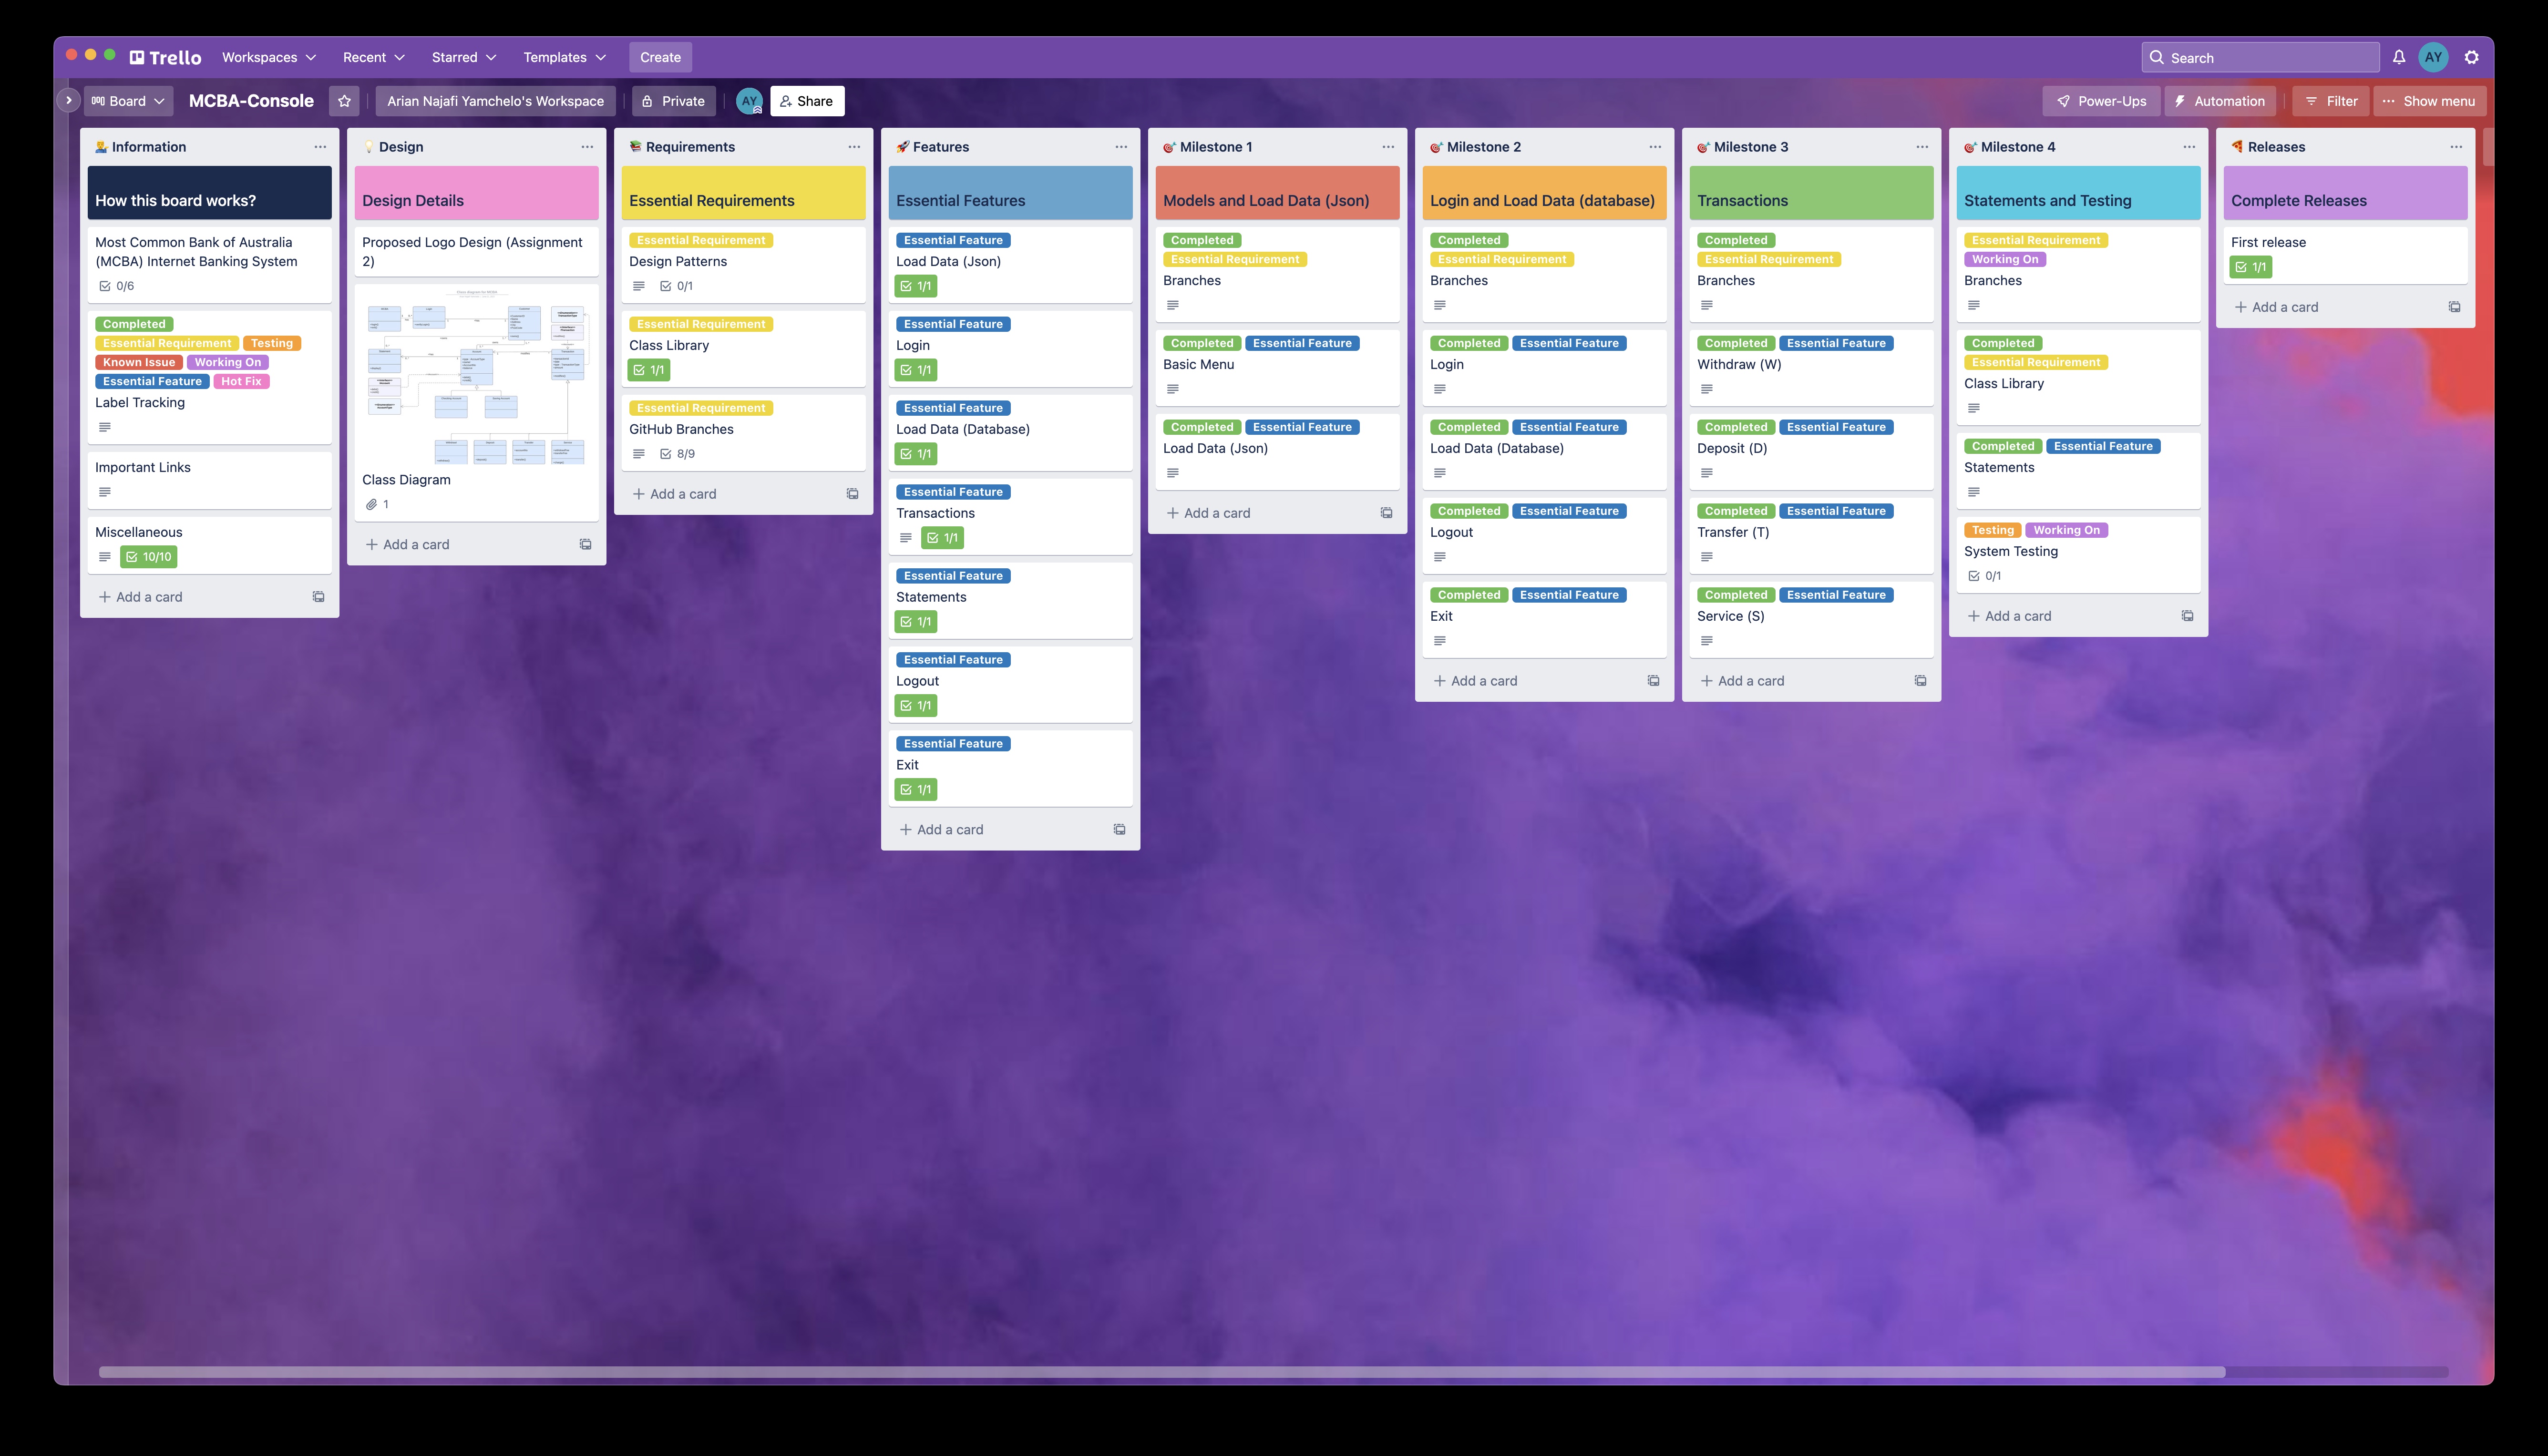 Trello
Workspaces
Recent
Starred
Templates
Create
Search
AY
Board
MCBA-Console
Arian Najafi Yamchelo's Workspace
Private
AY
Share
Power-Ups
Automation
Filter
Show menu
Information
How this board works?
Most Common Bank of Australia
(MCBA) Internet Banking System
0/6
Completed
Essential Requirement Testing
Known Issue Working On
Essential Feature Hot Fix
Label Tracking
Important Links
Miscellaneous
10/10
Add a card
Design
Design Details
Proposed Logo Design (Assignment
2)
Class Diagram
1
Add a card
Requirements
Essential Requirements
Essential Requirement
Design Patterns
0/1
Essential Requirement
Class Library
1/1
Essential Requirement
GitHub Branches
8/9
Add a card
Features
Essential Features
Essential Feature
Load Data (Json)
1/1
Essential Feature
Login
1/1
Essential Feature
Load Data (Database)
1/1
Essential Feature
Transactions
1/1
Essential Feature
Statements
1/1
Essential Feature
Logout
1/1
Essential Feature
Exit
1/1
Add a card
Milestone 1
Models and Load Data (Json)
Completed
Essential Requirement
Branches
Completed Essential Feature
Basic Menu
Completed Essential Feature
Load Data (Json)
Add a card
Milestone 2
Login and Load Data (database)
Completed
Essential Requirement
Branches
Completed Essential Feature
Login
Completed Essential Feature
Load Data (Database)
Completed Essential Feature
Logout
Completed Essential Feature
Exit
Add a card
Milestone 3
Transactions
Completed
Essential Requirement
Branches
Completed Essential Feature
Withdraw (W)
Completed Essential Feature
Deposit (D)
Completed Essential Feature
Transfer (T)
Completed Essential Feature
Service (S)
Add a card
Milestone 4
Statements and Testing
Essential Requirement
Working On
Branches
Completed
Essential Requirement
Class Library
Completed Essential Feature
Statements
Testing Working On
System Testing
0/1
Add a card
Releases
Complete Releases
First release
1/1
Add a card